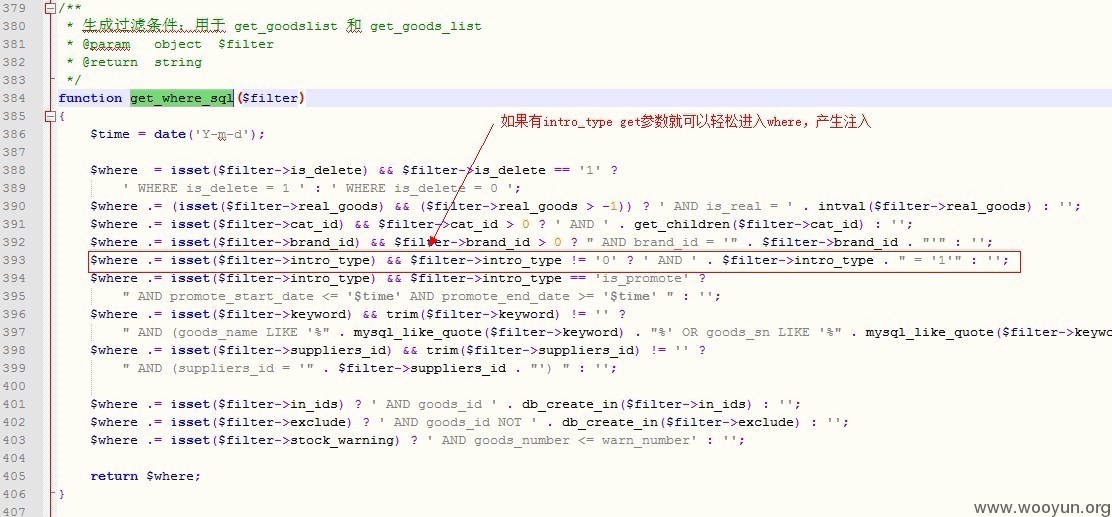 379 /**
380 * 生成过滤条件：用于 get_goodslist 和 get_goods_list
381 * @param object $filter
382 * @return string
383 */
384 function get_where_sql($filter)
385 {
如果有intro_type get参数就可以轻松进入where，产生注入
386 $time = date('Y-m-d');
387
388 $where = isset($filter->is_delete) && $filter->is_delete == '1' ?
389 ' WHERE is_delete = 1 ' : ' WHERE is_delete = 0 ';
390 $where .= (isset($filter->real_goods) && ($filter->real_goods > -1)) ? ' AND is_real = ' . intval($filter->real_goods) : '';
391 $where .= isset($filter->cat_id) && $filter->cat_id > 0 ? ' AND ' . get_children($filter->cat_id) : '';
392 $where .= isset($filter->brand_id) && $filter->brand_id > 0 ? " AND brand_id = '" . $filter->brand_id . "'" : '';
393 $where .= isset($filter->intro_type) && $filter->intro_type != '0' ? ' AND ' . $filter->intro_type . " = '1'" : '';
394 $where .= isset($filter->intro_type) && $filter->intro_type == 'is_promote' ?
395 " AND promote_start_date <= '$time' AND promote_end_date >= '$time' " : '';
396 $where .= isset($filter->keyword) && trim($filter->keyword) != '' ?
397 " AND (goods_name LIKE '%" . mysql_like_quote($filter->keyword) . "%' OR goods_sn LIKE '%" . mysql_like_quote($filter->keywo
398 $where .= isset($filter->suppliers_id) && trim($filter->suppliers_id) != '' ?
399 " AND (suppliers_id = '" . $filter->suppliers_id . "') " : '';
400
401 $where .= isset($filter->in_ids) ? ' AND goods_id ' . db_create_in($filter->in_ids) : '';
402 $where .= isset($filter->exclude) ? ' AND goods_id NOT ' . db_create_in($filter->exclude) : '';
403 $where .= isset($filter->stock_warning) ? ' AND goods_number <= warn_number' : '';
404
405 return $where;
406 }
407
www.wooyun.org